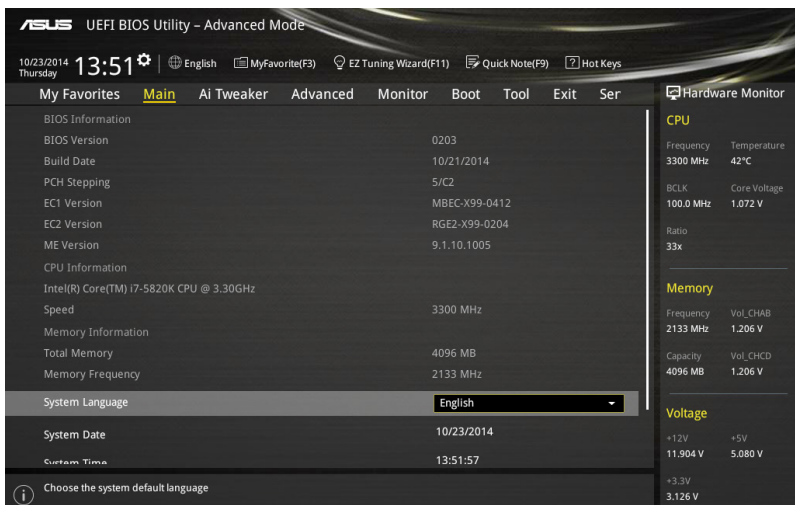 ASUS UEFI BIOS Utility – Advanced Mode
10/23/2014 Thursday 13:51 English MyFavorite(F3) EZ Tuning Wizard(F11) Quick Note(F9) ? Hot Keys
My Favorites Main Ai Tweaker Advanced Monitor Boot Tool Exit Ser
BIOS Information
BIOS Version 0203
Build Date 10/21/2014
PCH Stepping 5/C2
EC1 Version MBEC-X99-0412
EC2 Version RGE2-X99-0204
ME Version 9.1.10.1005
CPU Information
Intel(R) Core(TM) i7-5820K CPU @ 3.30GHz
Speed 3300 MHz
Memory Information
Total Memory 4096 MB
Memory Frequency 2133 MHz
System Language English
System Date 10/23/2014
System Time 13:51:57
Choose the system default language
Hardware Monitor
CPU
Frequency Temperature
3300 MHz 42°C
BCLK Core Voltage
100.0 MHz 1.072 V
Ratio
33x
Memory
Frequency Vol_CHAB
2133 MHz 1.206 V
Capacity Vol_CHCD
4096 MB 1.206 V
Voltage
+12V +5V
11.904 V 5.080 V
+3.3V
3.126 V